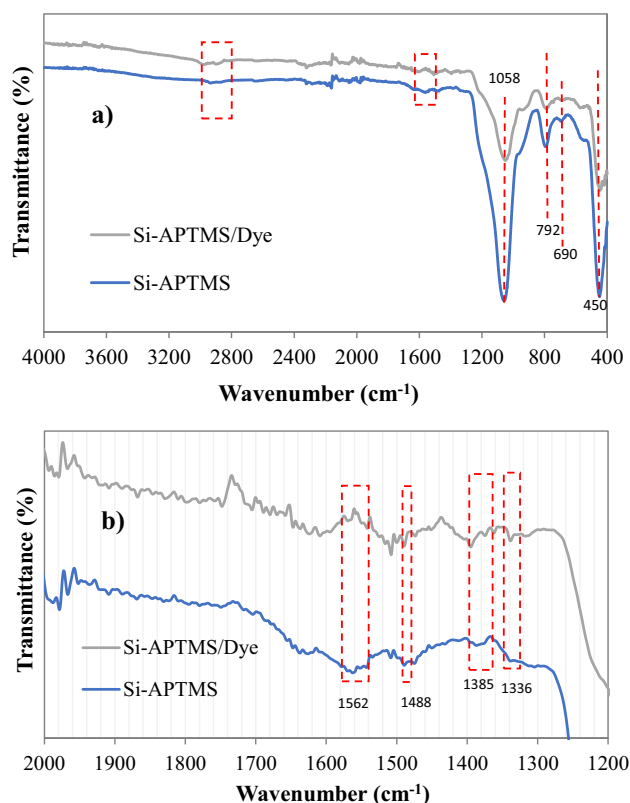 Transmittance (%)
a)
1058
792
690
450
Si-APTMS/Dye
Si-APTMS
4000 3600 3200 2800 2400 2000 1600 1200 800 400
Wavenumber (cm-1)
Transmittance (%)
b)
Si-APTMS/Dye
Si-APTMS
1562
1488
1385
1336
2000 1900 1800 1700 1600 1500 1400 1300 1200
Wavenumber (cm-1)